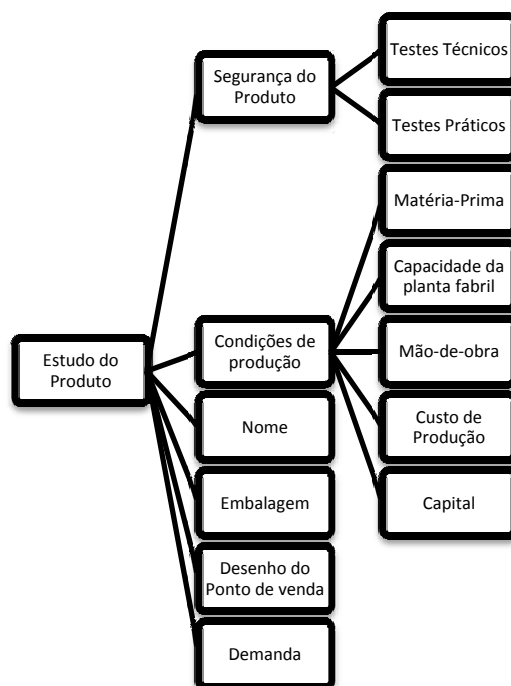 Estudo do
Produto
Segurança do
Produto
Testes Técnicos
Testes Práticos
Condições de
produção
Matéria-Prima
Capacidade da
planta fabril
Mão-de-obra
Custo de
Produção
Capital
Nome
Embalagem
Desenho do
Ponto de venda
Demanda